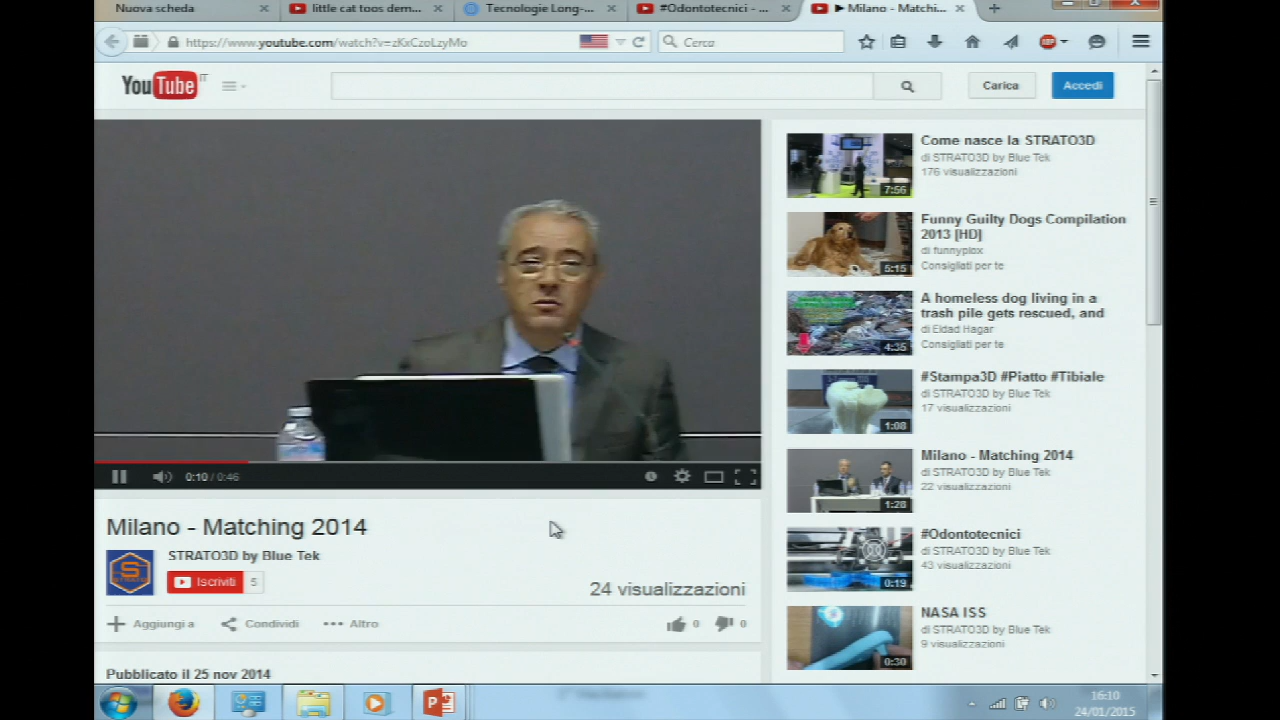 Nuova scheda
little cat toos dem...
Tecnologie Long-...
#Odontotecnici - ...
▶ Milano - Matchi...
https://www.youtube.com/watch?v=zKxCzoLzyMo
Cerca
ABP
YouTube IT
Carica
Accedi
0:10 / 0:46
Milano - Matching 2014
STRATO3D by Blue Tek
Iscriviti 5
24 visualizzazioni
Aggiungi a
Condividi
Altro
0
0
Pubblicato il 25 nov 2014
7:56
Come nasce la STRATO3D
di STRATO3D by Blue Tek
176 visualizzazioni
5:15
Funny Guilty Dogs Compilation
2013 [HD]
di funnyplox
Consigliati per te
4:35
A homeless dog living in a
trash pile gets rescued, and
di Eldad Hagar
Consigliati per te
1:08
#Stampa3D #Piatto #Tibiale
di STRATO3D by Blue Tek
17 visualizzazioni
1:28
Milano - Matching 2014
di STRATO3D by Blue Tek
22 visualizzazioni
0:19
#Odontotecnici
di STRATO3D by Blue Tek
43 visualizzazioni
0:30
NASA ISS
di STRATO3D by Blue Tek
9 visualizzazioni
16:10
24/01/2015